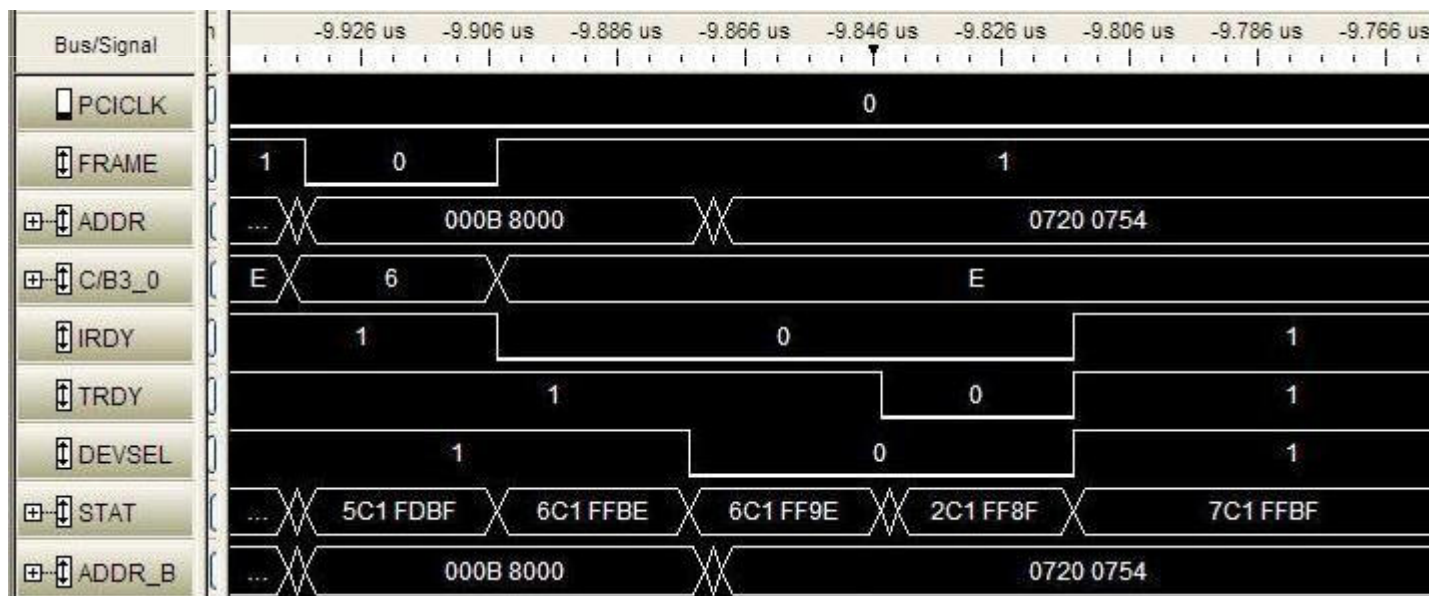 Bus/Signal -9.926 us -9.906 us -9.886 us -9.866 us -9.846 us -9.826 us -9.806 us -9.786 us -9.766 us
PCICLK 0
FRAME 1 0 1
ADDR ... 000B 8000 0720 0754
C/B3_0 E 6 E
IRDY 1 0 1
TRDY 1 0 1
DEVSEL 1 0 1
STAT ... 5C1 FDBF 6C1 FFBE 6C1 FF9E 2C1 FF8F 7C1 FFBF
ADDR_B ... 000B 8000 0720 0754